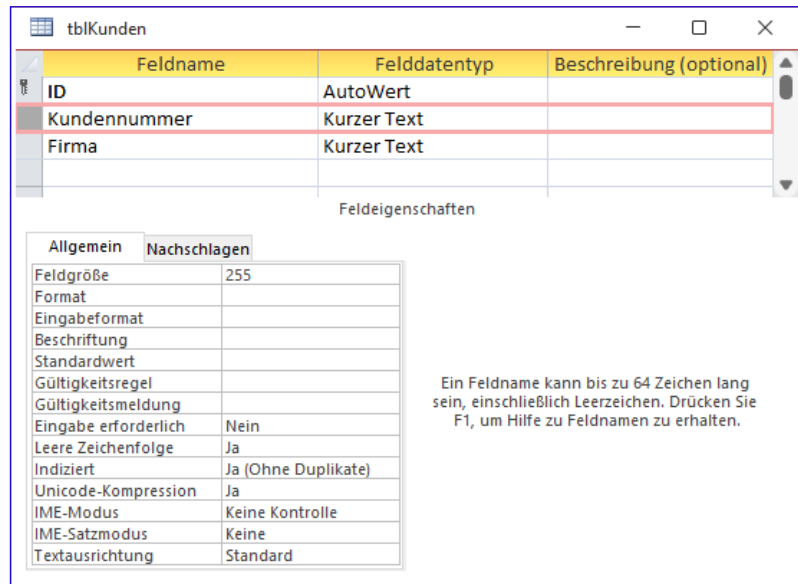 tblKunden
Feldname Felddatentyp Beschreibung (optional)
ID AutoWert
Kundennummer Kurzer Text
Firma Kurzer Text
Feldeigenschaften
Allgemein Nachschlagen
Feldgröße 255
Format
Eingabeformat
Beschriftung
Standardwert
Gültigkeitsregel
Gültigkeitsmeldung
Eingabe erforderlich Nein
Leere Zeichenfolge Ja
Indiziert Ja (Ohne Duplikate)
Unicode-Kompression Ja
IME-Modus Keine Kontrolle
IME-Satzmodus Keine
Textausrichtung Standard
Ein Feldname kann bis zu 64 Zeichen lang
sein, einschließlich Leerzeichen. Drücken Sie
F1, um Hilfe zu Feldnamen zu erhalten.